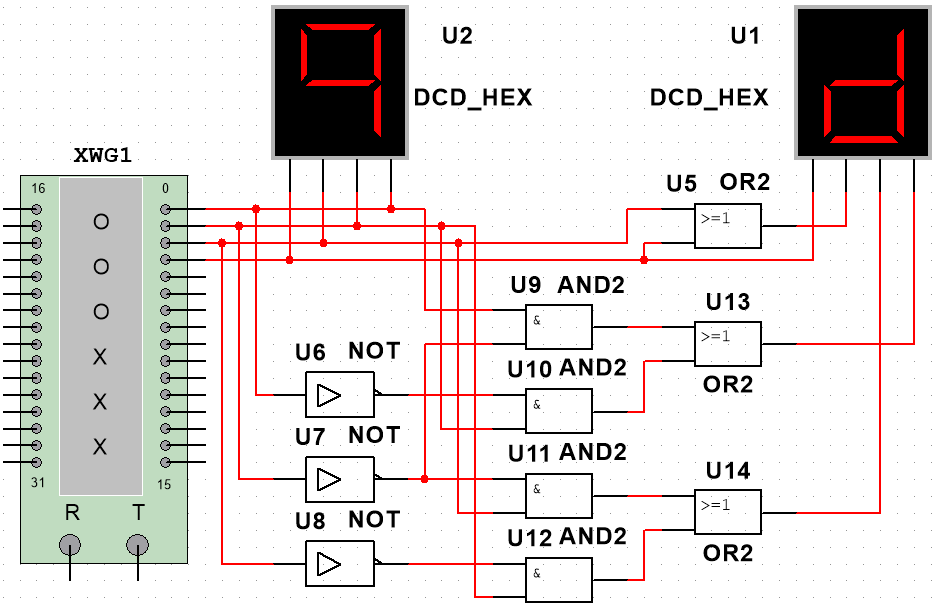 U2
U1
DCD_HEX
DCD_HEX
XWG1
U5 OR2
16 0
>=1
O
O
O
X
X
X
U9 AND2
U13
&
>=1
U6 NOT
U10 AND2
OR2
&
U7 NOT
U11 AND2
U14
31 15
&
>=1
R T
U8 NOT
U12 AND2
OR2
&
9
d